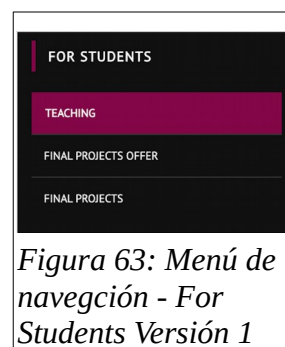 FOR STUDENTS
TEACHING
FINAL PROJECTS OFFER
FINAL PROJECTS
Figura 63: Menú de
navegción - For
Students Versión 1